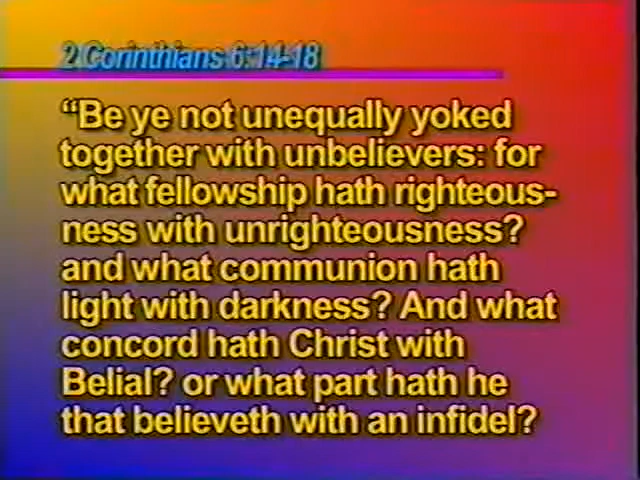 2 Corinthians 6:14-18
“Be ye not unequally yoked
together with unbelievers: for
what fellowship hath righteous-
ness with unrighteousness?
and what communion hath
light with darkness? And what
concord hath Christ with
Belial? or what part hath he
that believeth with an infidel?